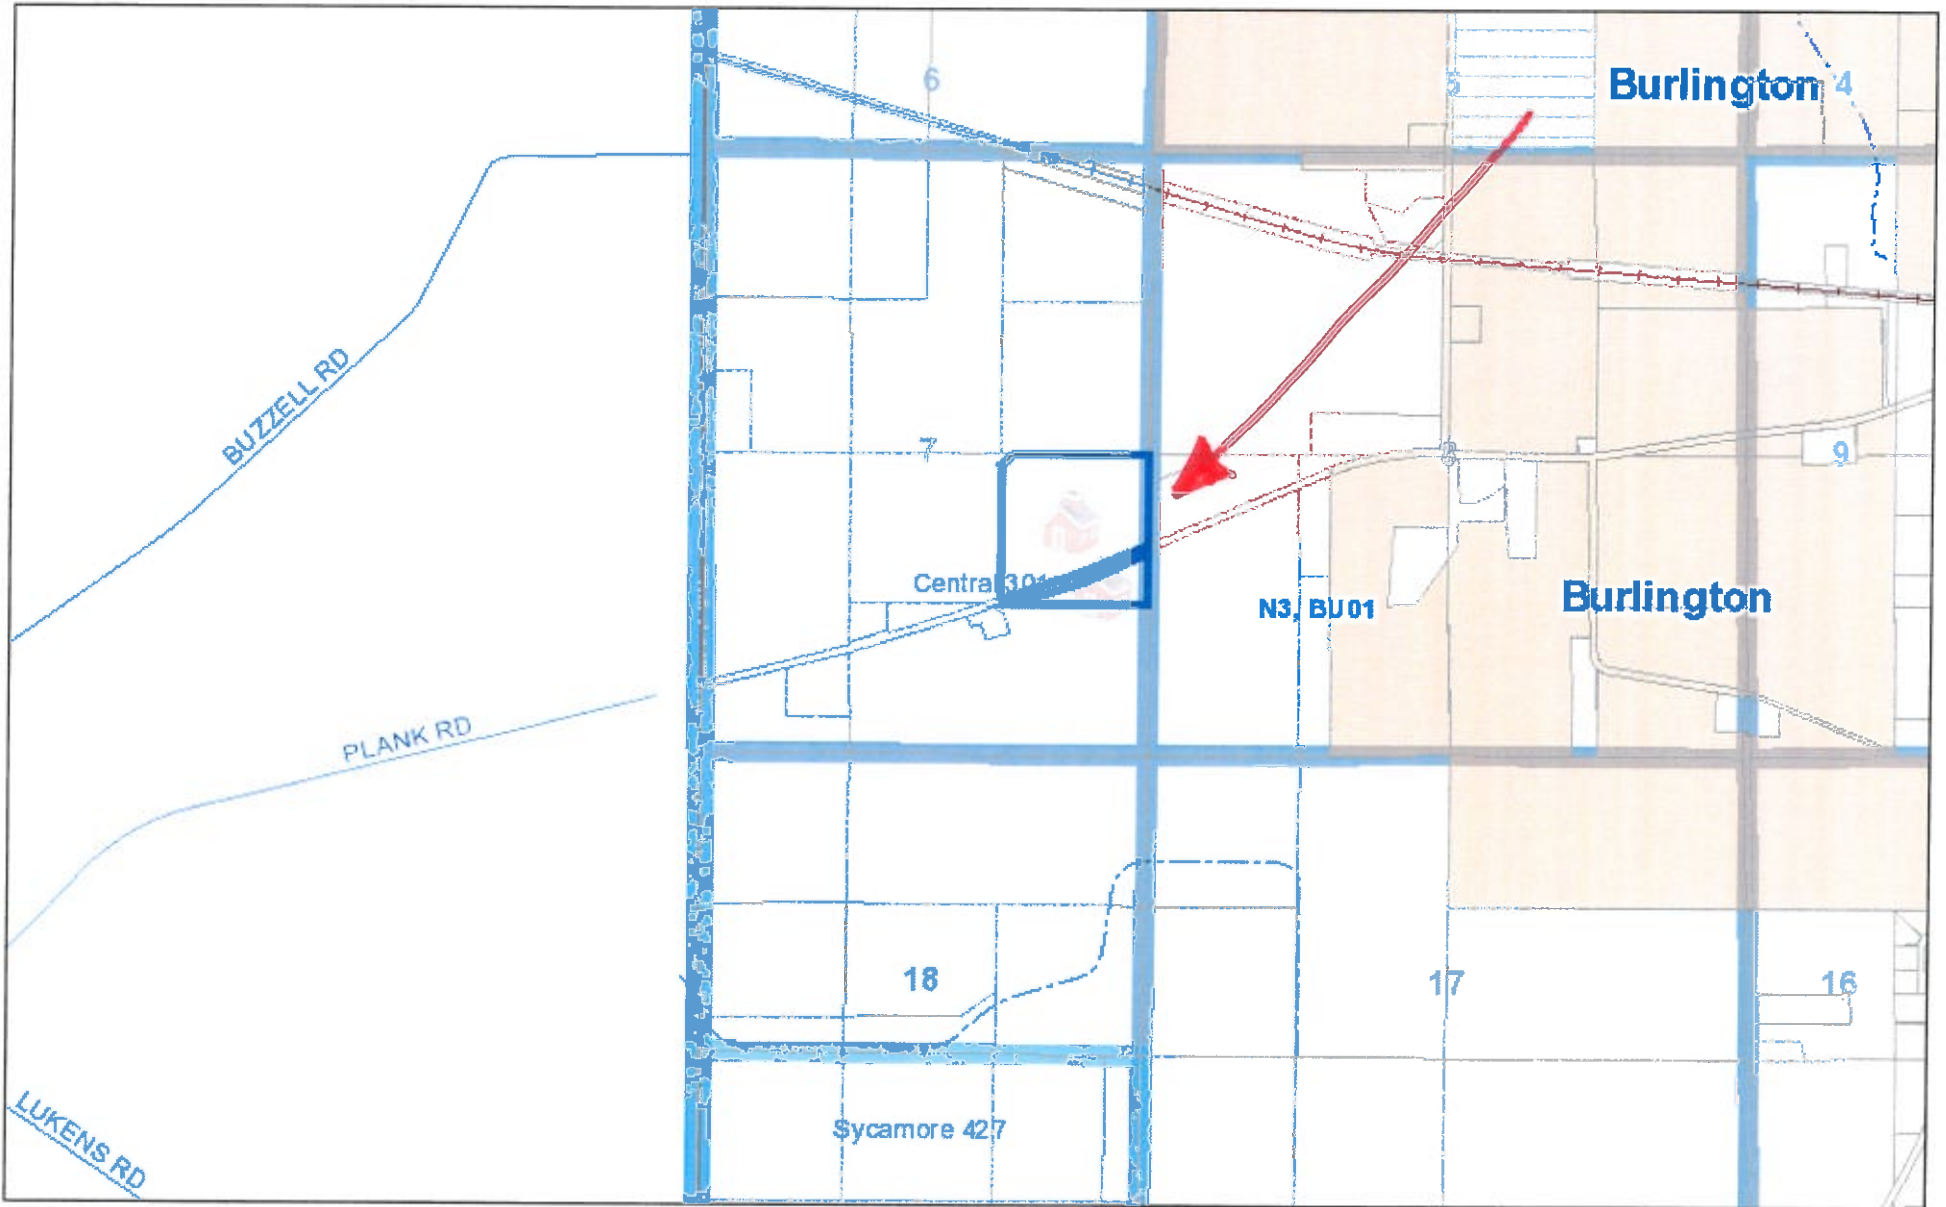 6
5
Burlington
4
BUZZELL RD
7
8
9
Central 301
N3, BU01
Burlington
PLANK RD
18
17
16
LUKENS RD
Sycamore 427